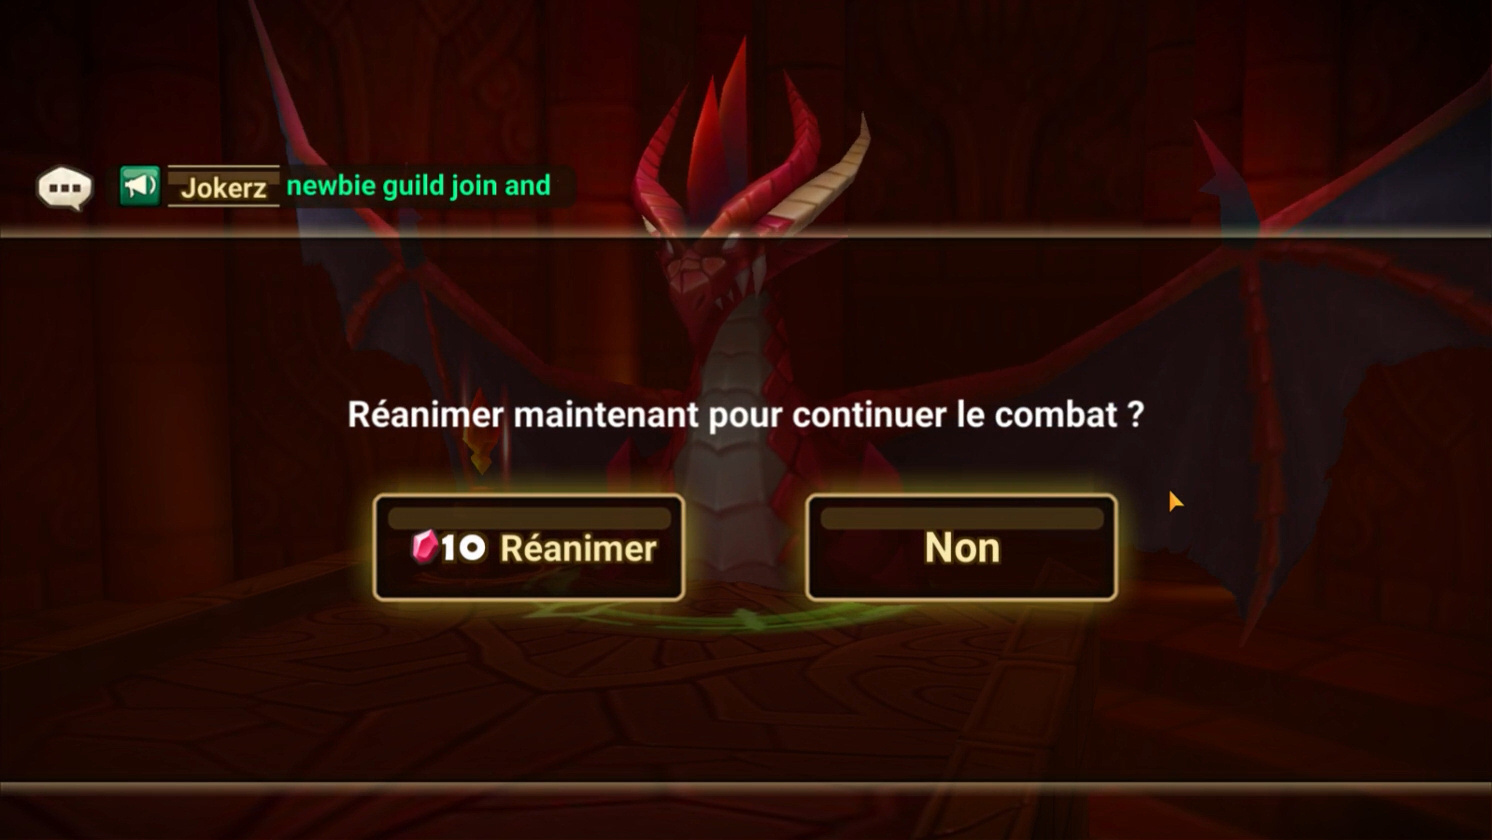 Jokerz newbie guild join and
Réanimer maintenant pour continuer le combat ?
10 Réanimer
Non